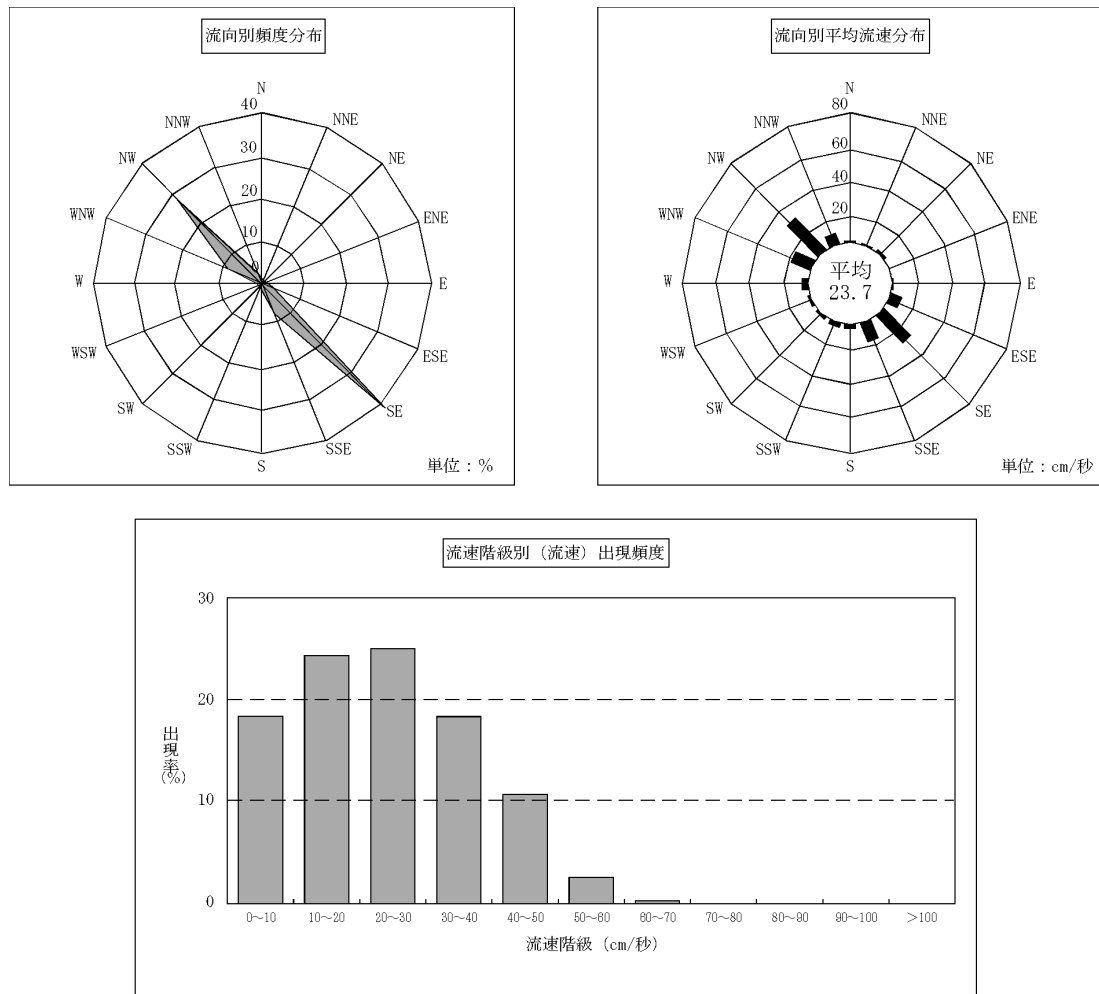 流向別頻度分布
N
NNE
NE
ENE
E
ESE
SE
SSE
S
SSW
SW
WSW
W
WNW
NW
NNW
40
30
20
10
0
単位：％
流向別平均流速分布
N
NNE
NE
ENE
E
ESE
SE
SSE
S
SSW
SW
WSW
W
WNW
NW
NNW
80
60
40
20
平均
23.7
単位：cm/秒
流速階級別（流速）出現頻度
30
20
10
0
出現率(%)
0～10 10～20 20～30 30～40 40～50 50～60 60～70 70～80 80～90 90～100 ＞100
流速階級（cm/秒）